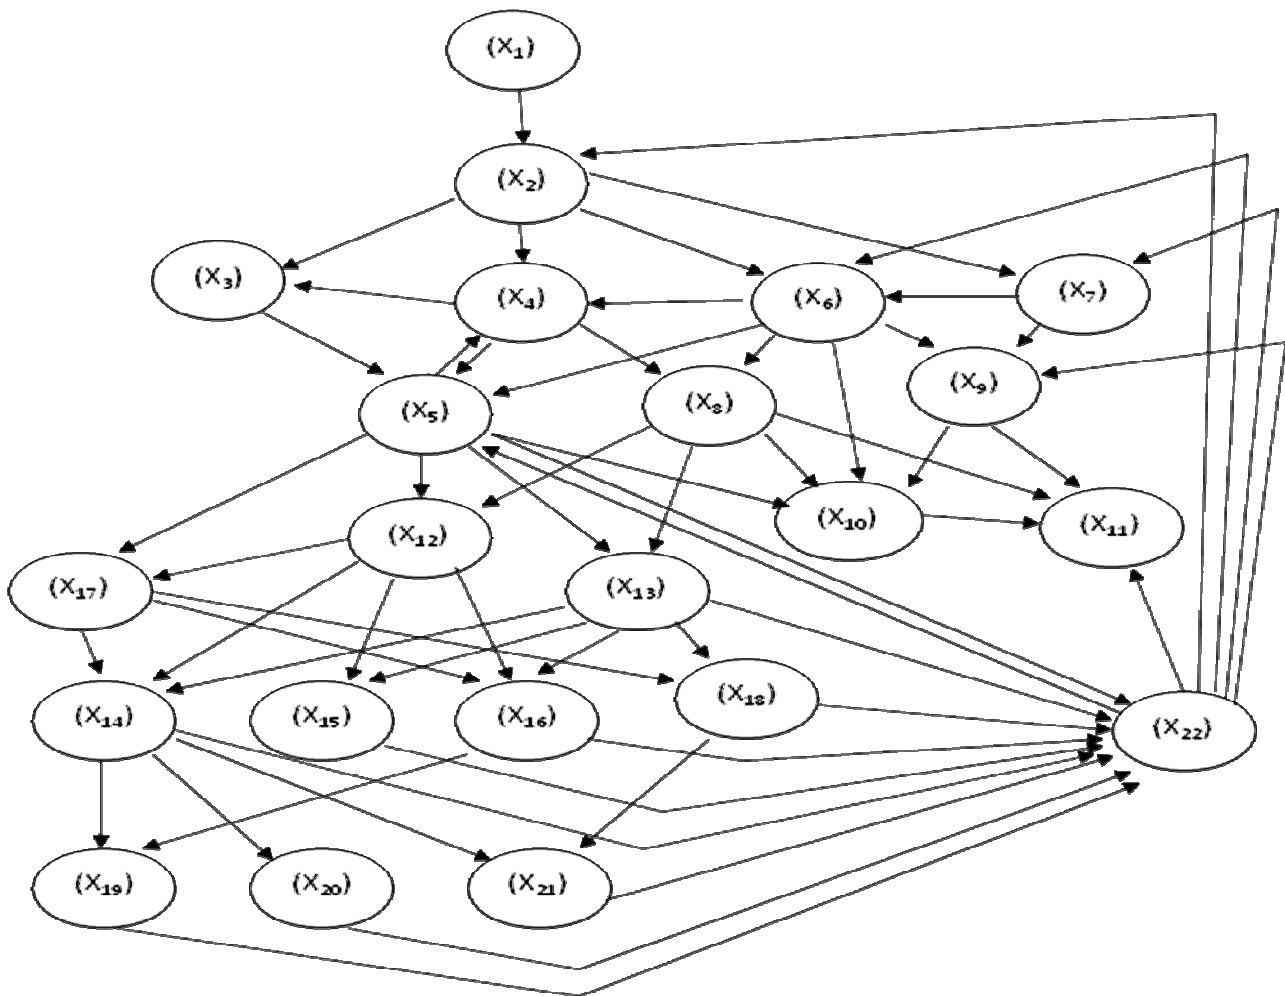 (X₁)
(X₂)
(X₃)
(X₄)
(X₆)
(X₇)
(X₅)
(X₈)
(X₉)
(X₁₀)
(X₁₁)
(X₁₂)
(X₁₇)
(X₁₃)
(X₁₄)
(X₁₅)
(X₁₆)
(X₁₈)
(X₂₂)
(X₁₉)
(X₂₀)
(X₂₁)